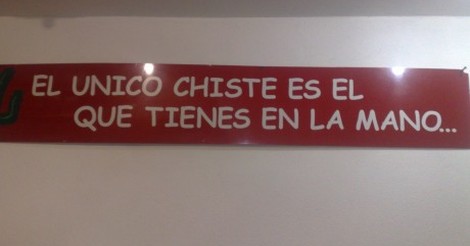 EL UNICO CHISTE ES EL
QUE TIENES EN LA MANO...